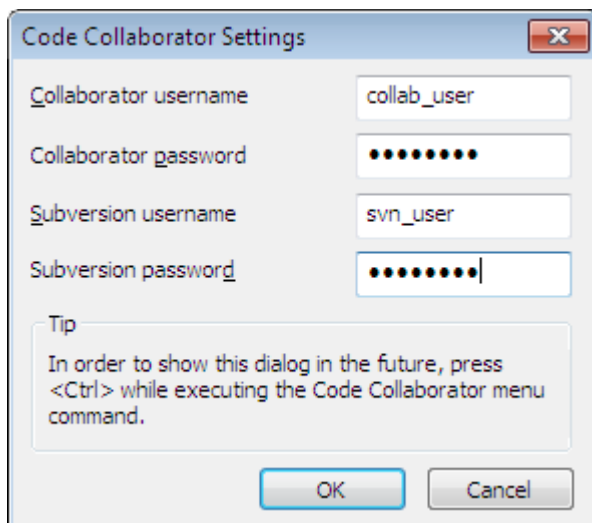 Code Collaborator Settings
Collaborator username collab_user
Collaborator password ●●●●●●●●
Subversion username svn_user
Subversion password ●●●●●●●●
Tip
In order to show this dialog in the future, press
<Ctrl> while executing the Code Collaborator menu
command.
OK Cancel